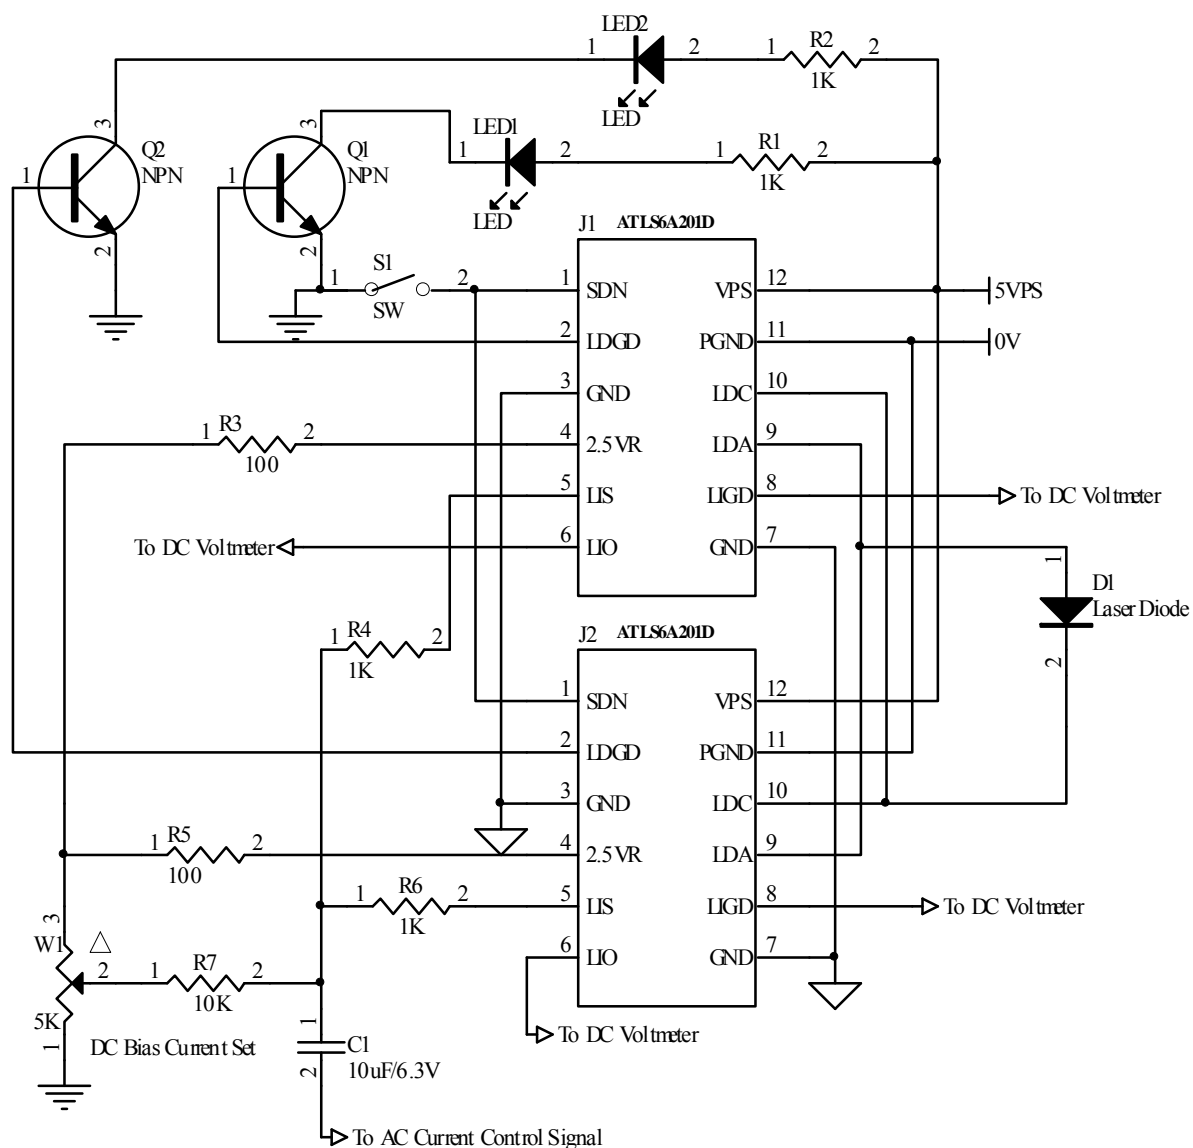 LED2
1
2
1
R2
2
1K
LED
3
Q2
NPN
1
2
3
Q1
NPN
1
2
LED1
1
2
LED
1
R1
2
1K
J1
ATLS6A201D
1
S1
2
SW
1
SDN
VPS
12
5VPS
2
LDGD
PGND
11
0V
3
GND
LDC
10
1
R3
2
100
4
2.5VR
LDA
9
5
LIS
LIGD
8
To DC Voltmeter
To DC Voltmeter
6
LIO
GND
7
1
D1
Laser Diode
2
1
R4
2
1K
J2
ATLS6A201D
1
SDN
VPS
12
2
LDGD
PGND
11
3
GND
LDC
10
1
R5
2
100
4
2.5VR
LDA
9
1
R6
2
1K
5
LIS
LIGD
8
To DC Voltmeter
3
W1
2
5K
1
1
R7
2
10K
6
LIO
GND
7
DC Bias Current Set
To DC Voltmeter
1
C1
10uF/6.3V
2
To AC Current Control Signal